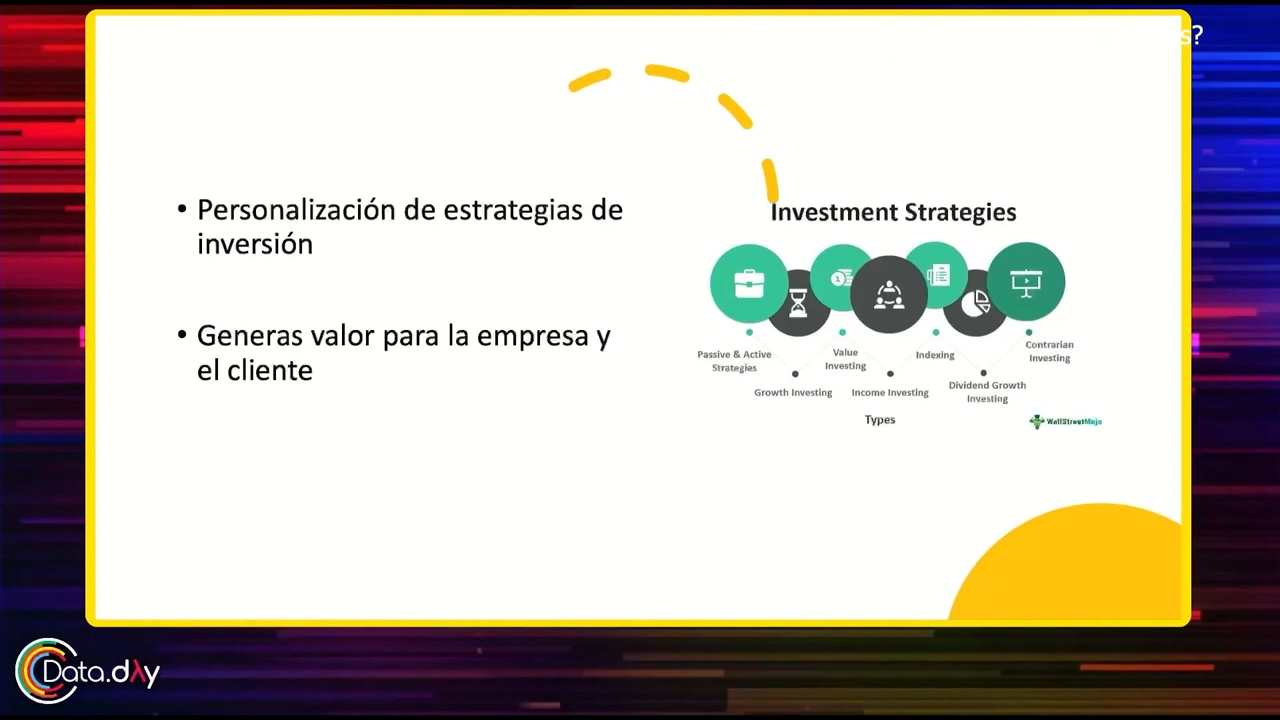 s?
• Personalización de estrategias de
inversión
• Generas valor para la empresa y
el cliente
Investment Strategies
1
Passive & Active
Strategies
Growth Investing
Value
Investing
Income Investing
Indexing
Dividend Growth
Investing
Contrarian
Investing
Types
WallStreetMojo
Data.dλy